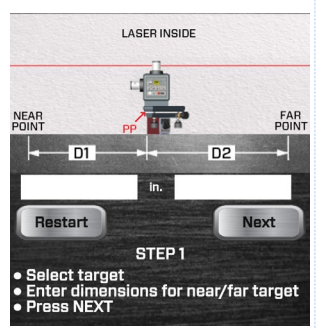 LASER INSIDE
NEAR POINT
PP
FAR POINT
D1
D2
in.
Restart
Next
STEP 1
• Select target
• Enter dimensions for near/far target
• Press NEXT